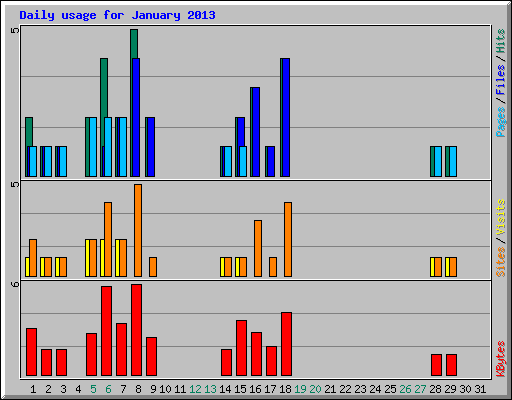 Daily usage for January 2013
5
Pages / Files / Hits
5
Sites / Visits
6
KBytes
1 2 3 4 5 6 7 8 9 10 11 12 13 14 15 16 17 18 19 20 21 22 23 24 25 26 27 28 29 30 31